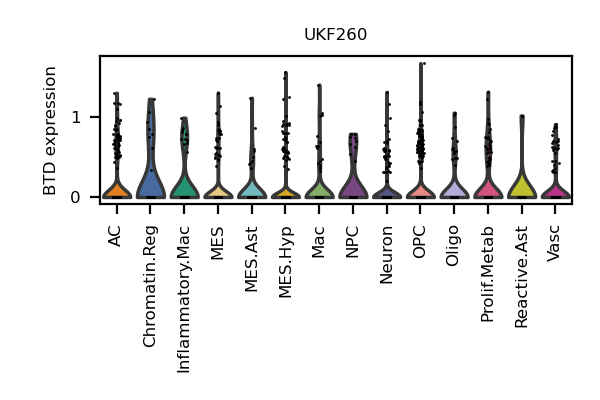 UKF260
BTD expression
1
0
AC
Chromatin.Reg
Inflammatory.Mac
MES
MES.Ast
MES.Hyp
Mac
NPC
Neuron
OPC
Oligo
Prolif.Metab
Reactive.Ast
Vasc